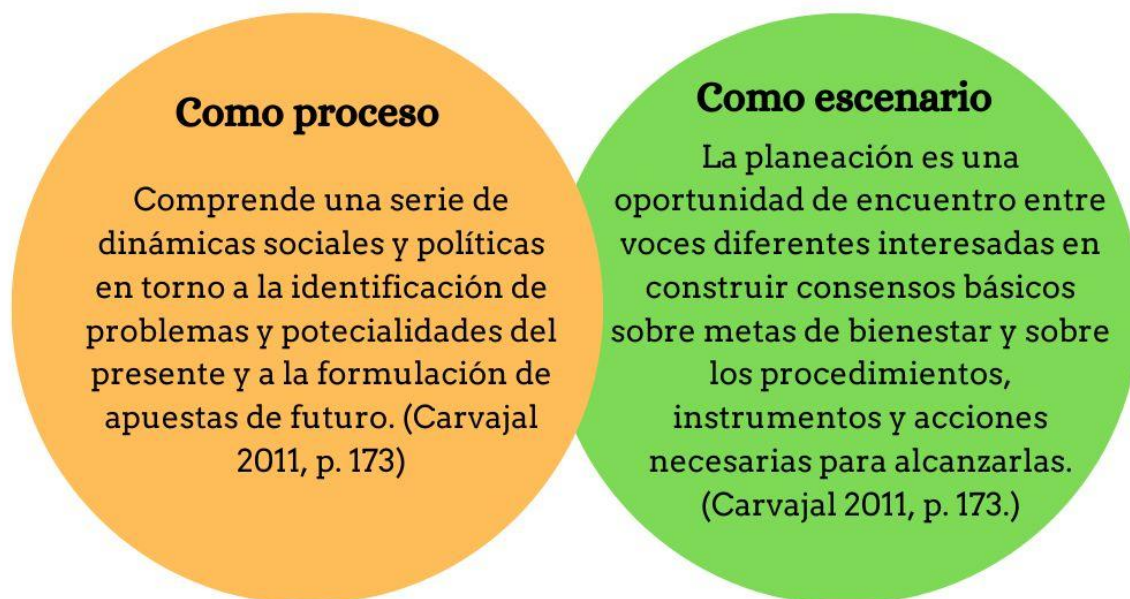 Como proceso
Comprende una serie de
dinámicas sociales y políticas
en torno a la identificación de
problemas y potecialidades del
presente y a la formulación de
apuestas de futuro. (Carvajal
2011, p. 173)
Como escenario
La planeación es una
oportunidad de encuentro entre
voces diferentes interesadas en
construir consensos básicos
sobre metas de bienestar y sobre
los procedimientos,
instrumentos y acciones
necesarias para alcanzarlas.
(Carvajal 2011, p. 173.)